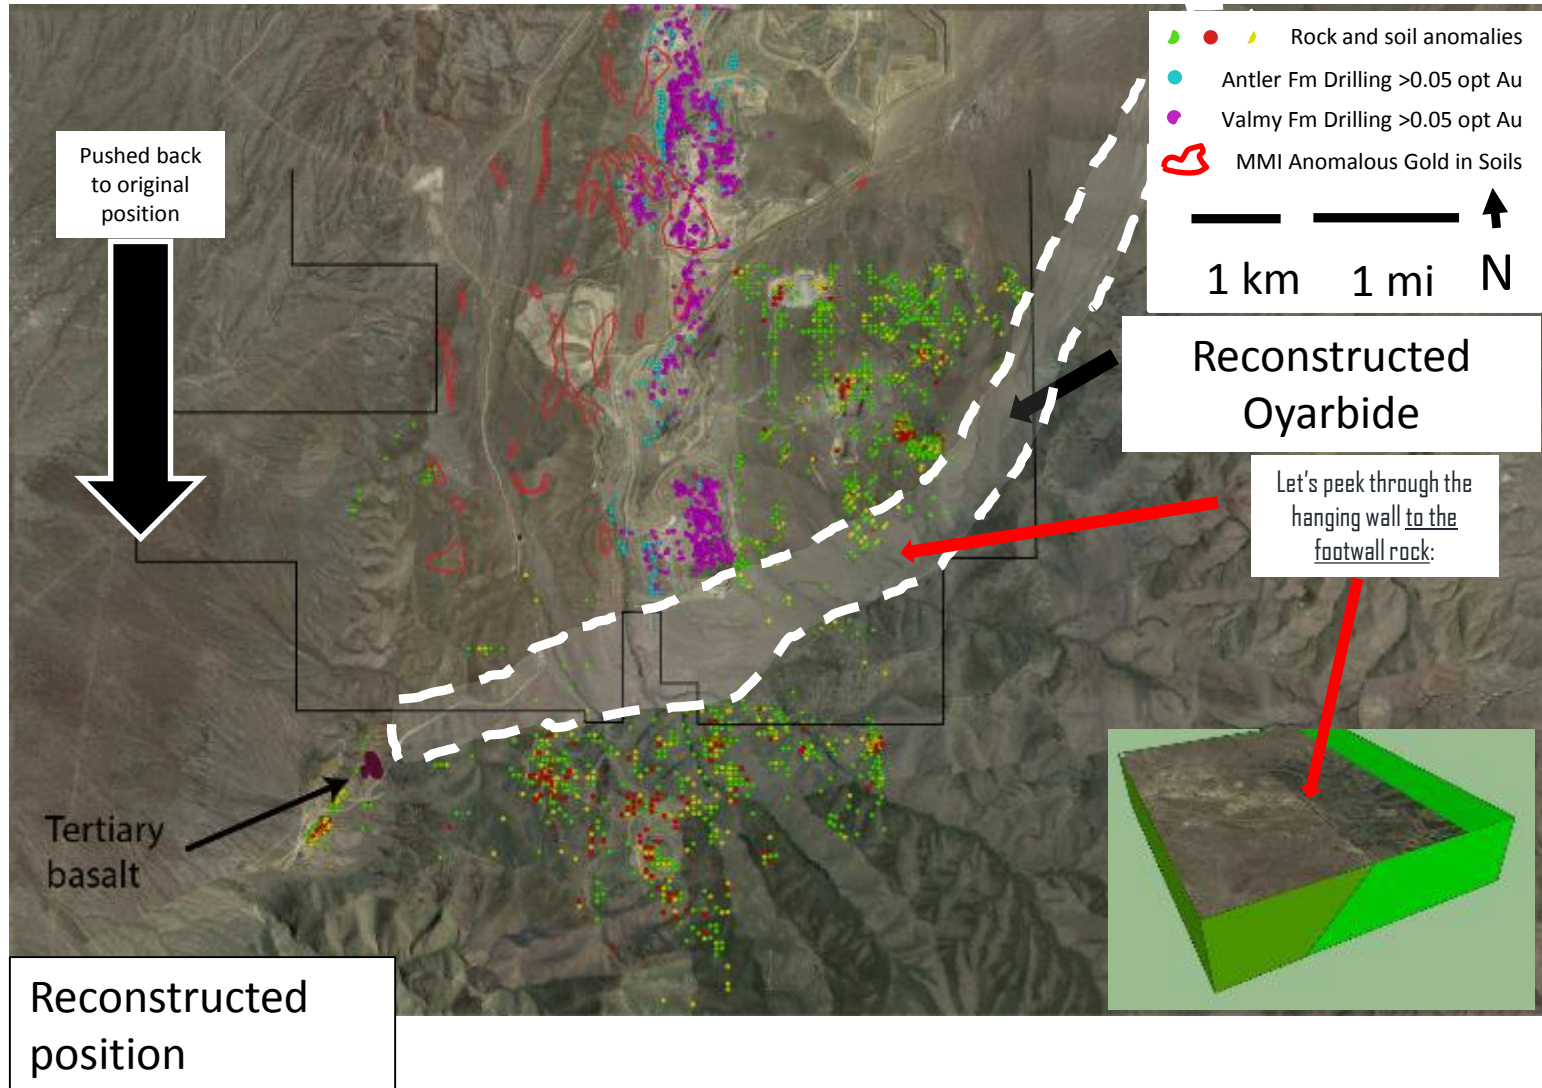 Rock and soil anomalies
Antler Fm Drilling >0.05 opt Au
Valmy Fm Drilling >0.05 opt Au
MMI Anomalous Gold in Soils
1 km
1 mi
N
Pushed back
to original
position
Reconstructed
Oyarbide
Let's peek through the
hanging wall to the
footwall rock:
Tertiary
basalt
Reconstructed
position